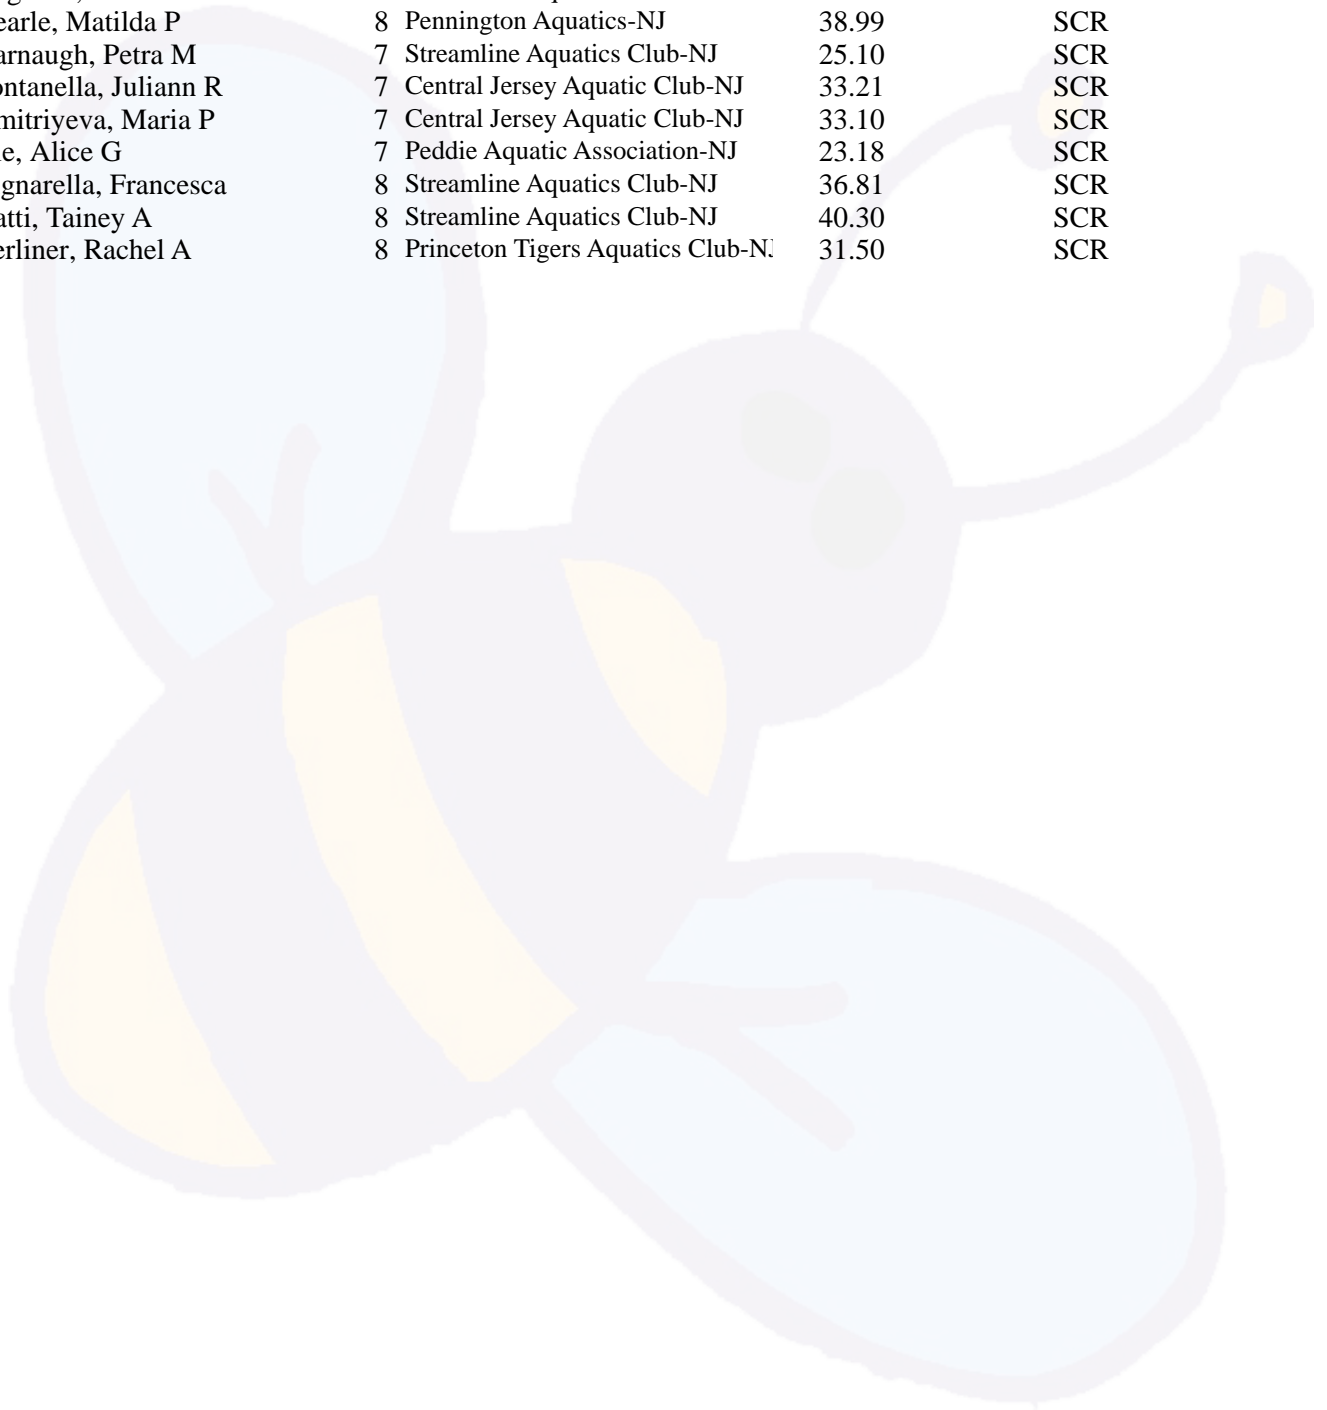 earle, Matilda P 8 Pennington Aquatics-NJ 38.99 SCR
arnaugh, Petra M 7 Streamline Aquatics Club-NJ 25.10 SCR
ontanella, Juliann R 7 Central Jersey Aquatic Club-NJ 33.21 SCR
mitriyeva, Maria P 7 Central Jersey Aquatic Club-NJ 33.10 SCR
e, Alice G 7 Peddie Aquatic Association-NJ 23.18 SCR
gnarella, Francesca 8 Streamline Aquatics Club-NJ 36.81 SCR
atti, Tainey A 8 Streamline Aquatics Club-NJ 40.30 SCR
erliner, Rachel A 8 Princeton Tigers Aquatics Club-NJ 31.50 SCR